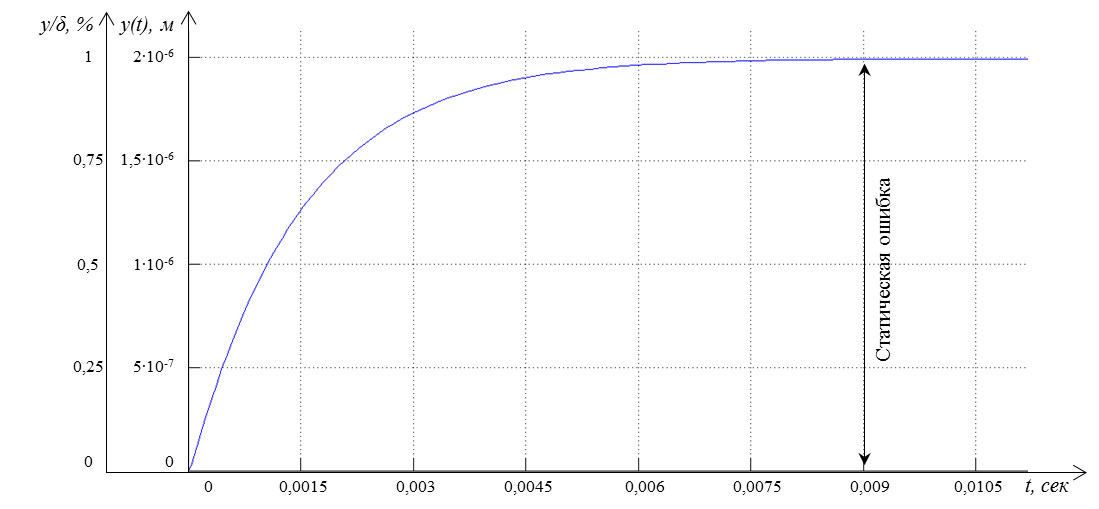 y/δ, % y(t), м
1 2·10⁻⁶
0,75 1,5·10⁻⁶
0,5 1·10⁻⁶
0,25 5·10⁻⁷
0 0
Статическая ошибка
0 0,0015 0,003 0,0045 0,006 0,0075 0,009 0,0105 t, сек